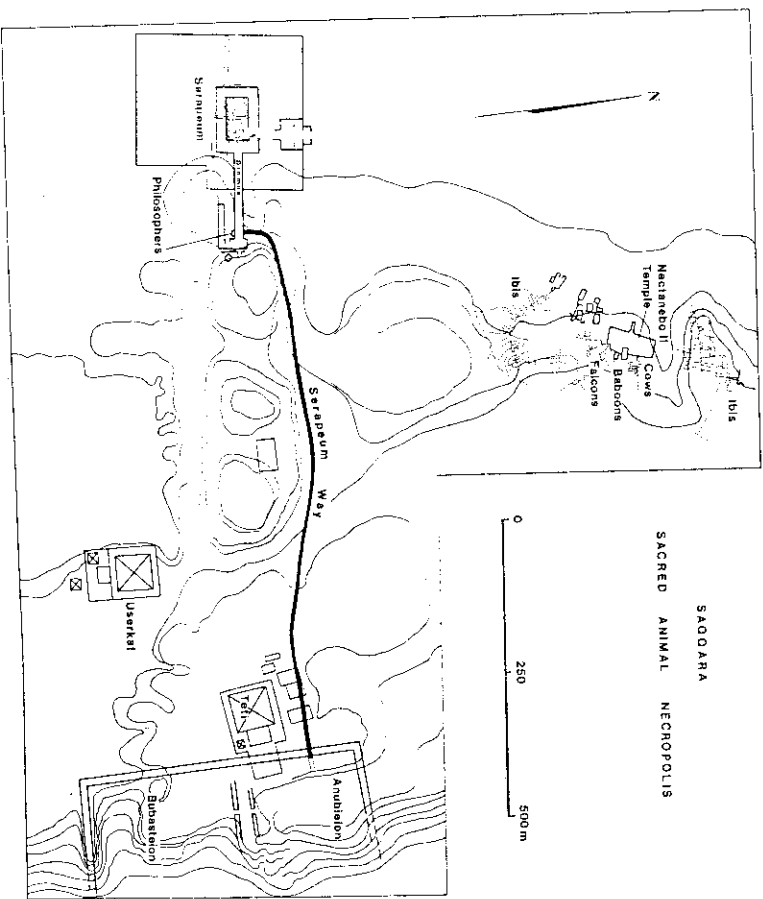 SAQQARA
SACRED ANIMAL NECROPOLIS
0 250 500m
N
Serapeum
Dromos
Philosophers
Serapeum Way
Ibis
Nectanebo II
Temple
Cows
Baboons
Falcons
Ibis
Userkaf
Teti
Anubieion
Bubasteion